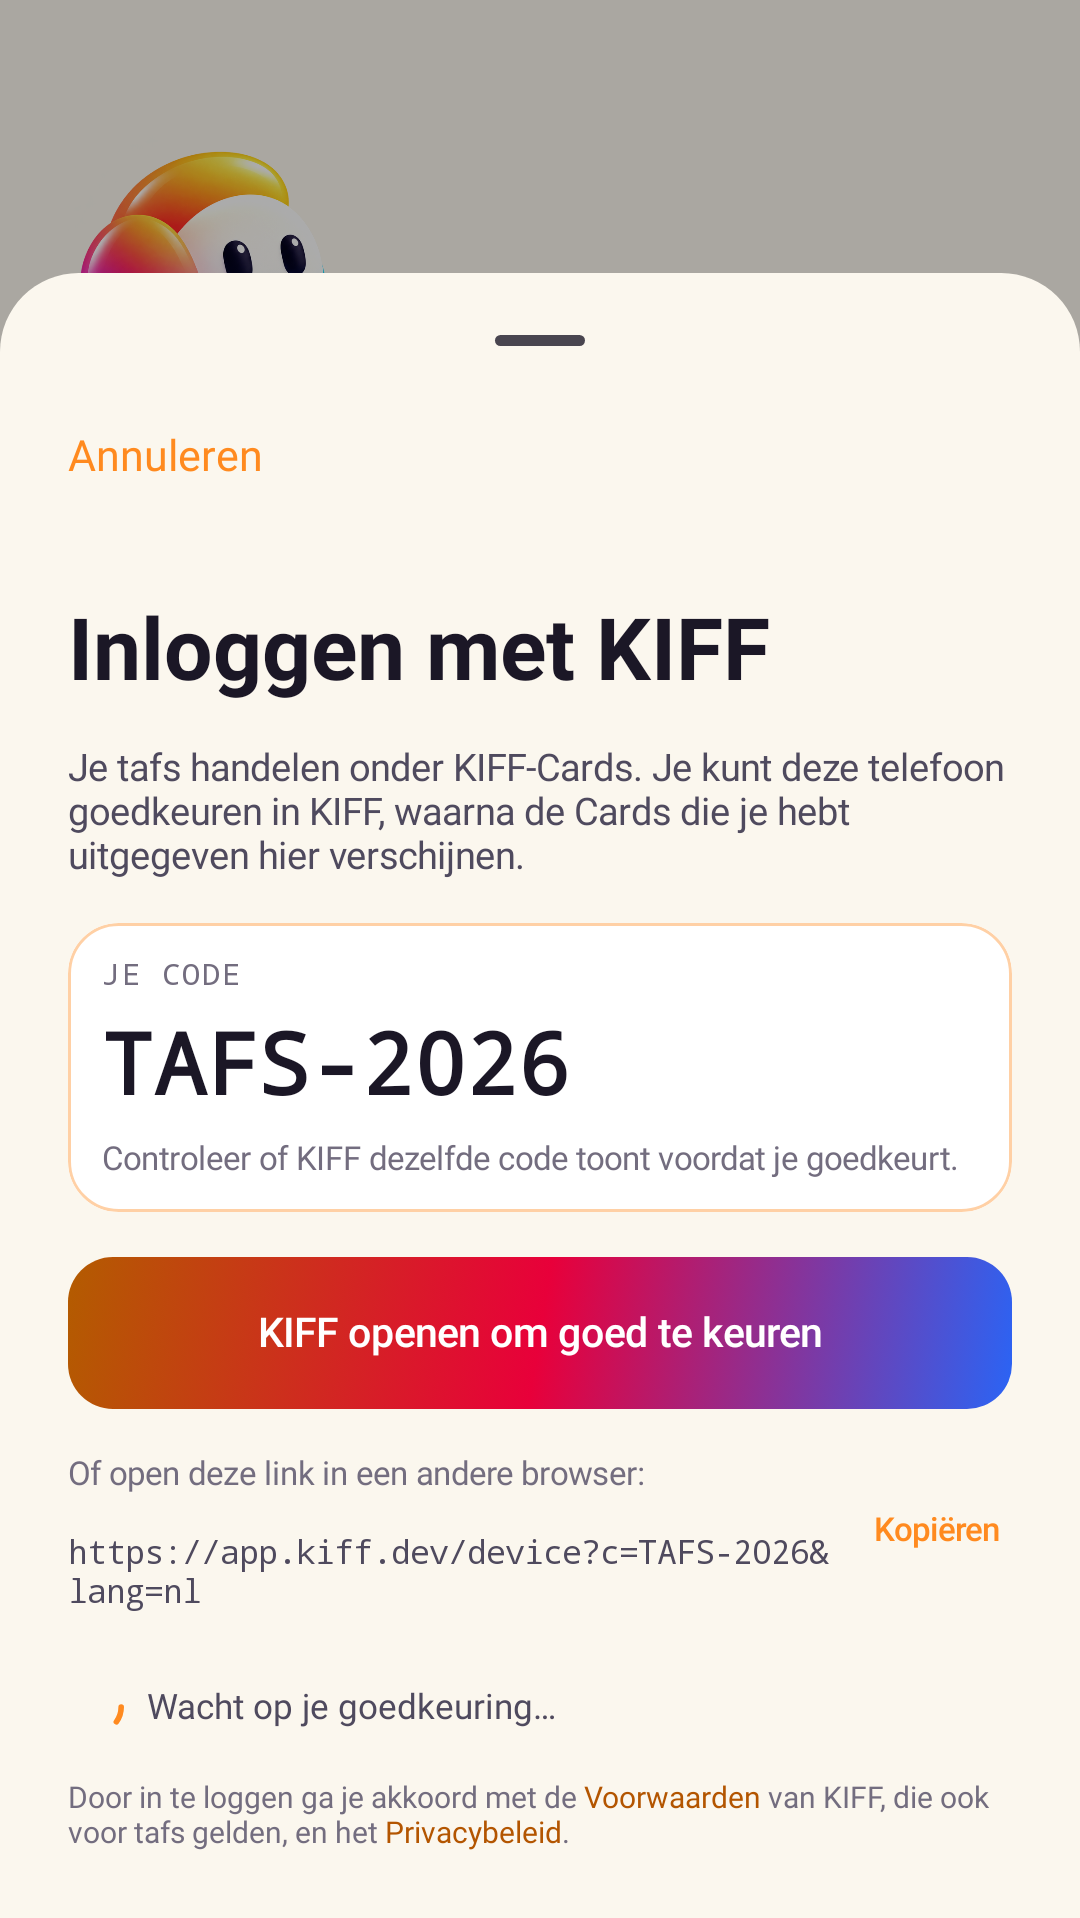 Annuleren
Inloggen met KIFF
Je tafs handelen onder KIFF-Cards. Je kunt deze telefoon
goedkeuren in KIFF, waarna de Cards die je hebt
uitgegeven hier verschijnen.
JE CODE
TAFS-2026
Controleer of KIFF dezelfde code toont voordat je goedkeurt.
KIFF openen om goed te keuren
Of open deze link in een andere browser:
Kopiëren
https://app.kiff.dev/device?c=TAFS-2026&
lang=nl
Wacht op je goedkeuring…
Door in te loggen ga je akkoord met de Voorwaarden van KIFF, die ook
voor tafs gelden, en het Privacybeleid.